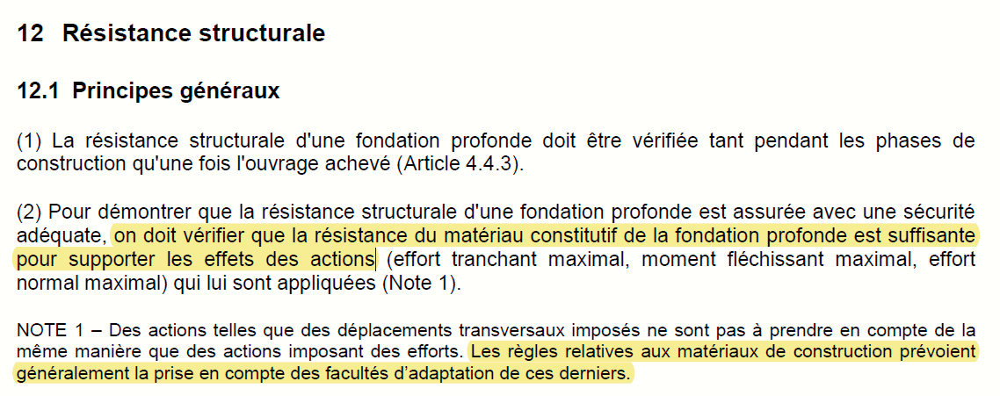 12 Résistance structurale
12.1 Principes généraux
(1) La résistance structurale d'une fondation profonde doit être vérifiée tant pendant les phases de
construction qu'une fois l'ouvrage achevé (Article 4.4.3).
(2) Pour démontrer que la résistance structurale d'une fondation profonde est assurée avec une sécurité
adéquate, on doit vérifier que la résistance du matériau constitutif de la fondation profonde est suffisante
pour supporter les effets des actions (effort tranchant maximal, moment fléchissant maximal, effort
normal maximal) qui lui sont appliquées (Note 1).
NOTE 1 – Des actions telles que des déplacements transversaux imposés ne sont pas à prendre en compte de la
même manière que des actions imposant des efforts. Les règles relatives aux matériaux de construction prévoient
généralement la prise en compte des facultés d’adaptation de ces derniers.